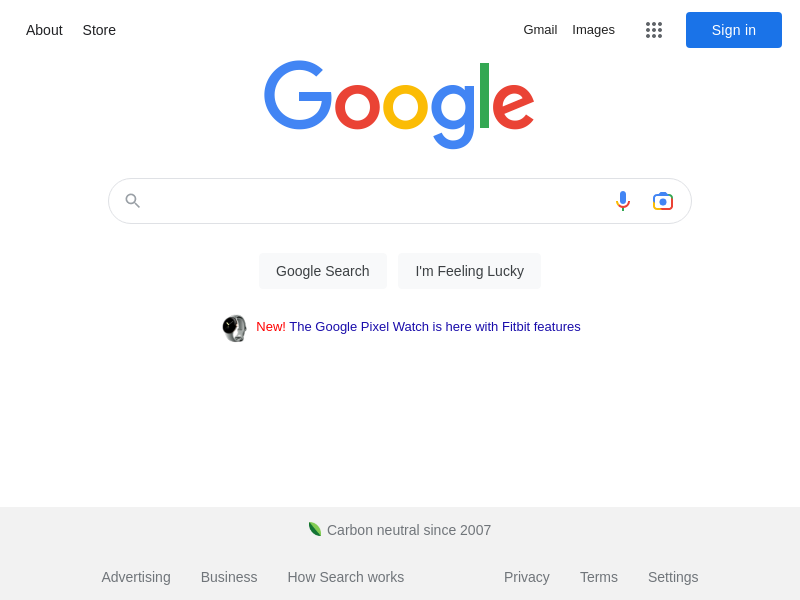 About Store Gmail Images Sign in
Google
Google Search I'm Feeling Lucky
New! The Google Pixel Watch is here with Fitbit features
Carbon neutral since 2007
Advertising Business How Search works Privacy Terms Settings